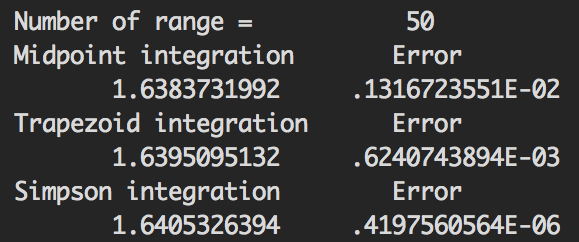 Number of range =           50
Midpoint integration       Error
       1.6383731992     .1316723551E-02
Trapezoid integration      Error
       1.6395095132     .6240743894E-03
Simpson integration        Error
       1.6405326394     .4197560564E-06